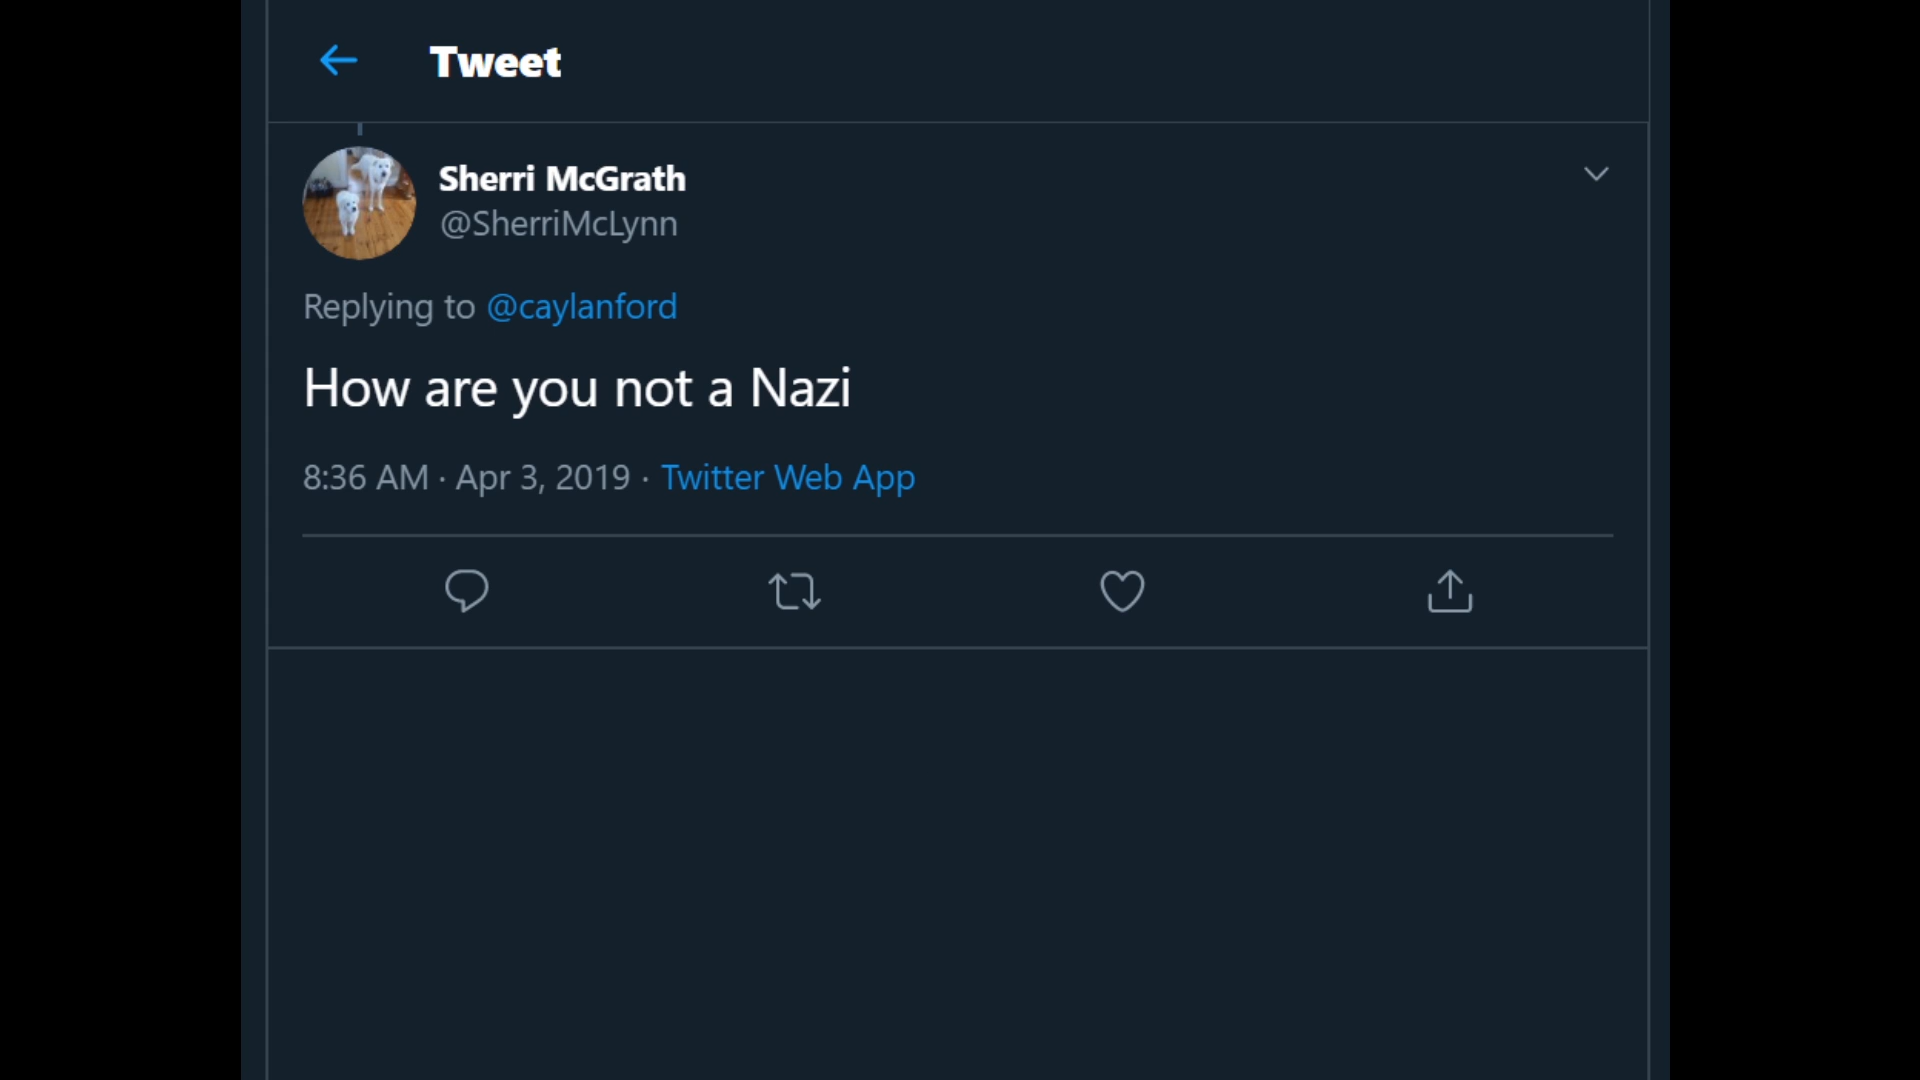 Tweet
Sherri McGrath
@SherriMcLynn
Replying to @caylanford
How are you not a Nazi
8:36 AM · Apr 3, 2019 · Twitter Web App